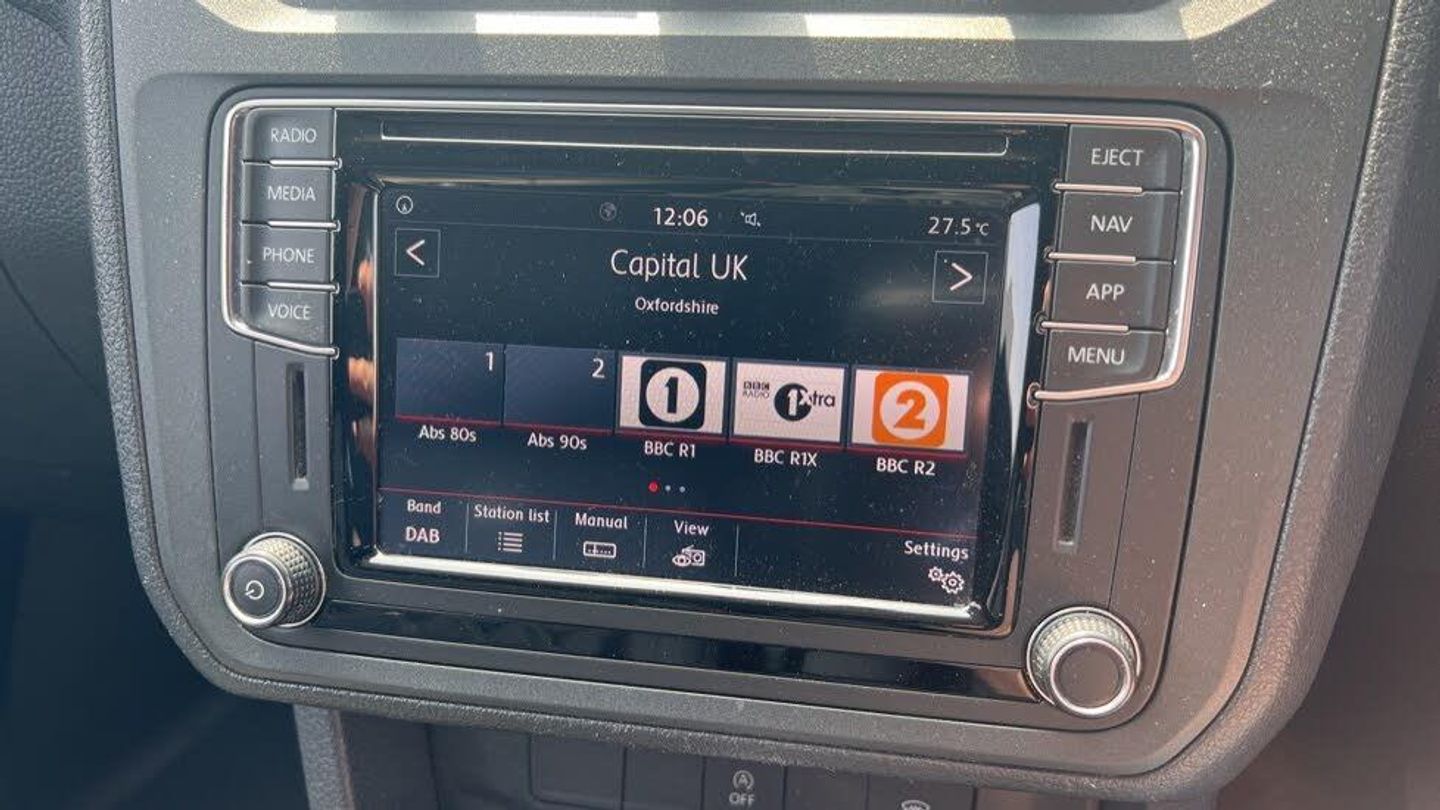 RADIO
MEDIA
PHONE
VOICE
EJECT
NAV
APP
MENU
12:06
27.5°C
<
Capital UK
>
Oxfordshire
1
2
1
BBC
RADIO
1Xtra
2
Abs 80s
Abs 90s
BBC R1
BBC R1X
BBC R2
Band
DAB
Station list
Manual
View
Settings
A
OFF